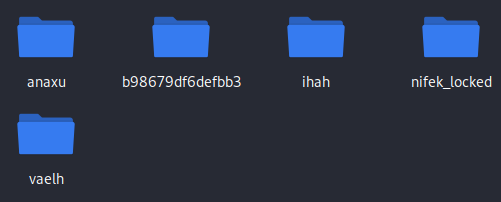 anaxu
b98679df6defbb3
ihah
nifek_locked
vaelh